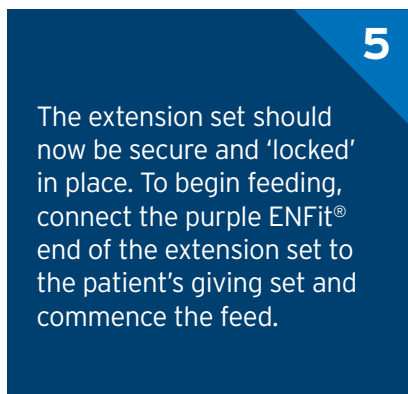 5
The extension set should
now be secure and ‘locked’
in place. To begin feeding,
connect the purple ENFit®
end of the extension set to
the patient’s giving set and
commence the feed.